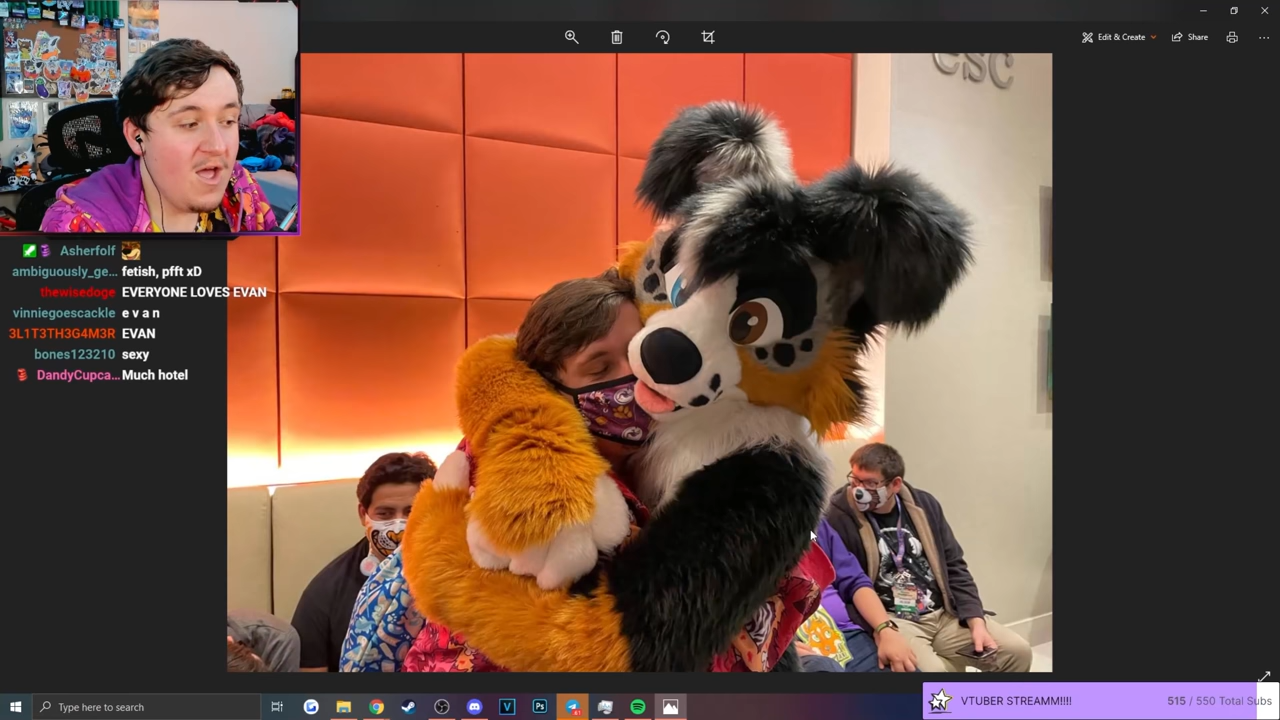 Edit & Create
Share
CSC
Asherfolf
ambiguously_ge... fetish, pfft xD
thewisedoge EVERYONE LOVES EVAN
vinniegoescackle e v a n
3L1T3TH3G4M3R EVAN
bones123210 sexy
DandyCupca... Much hotel
Type here to search
VTUBER STREAMM!!!!
515 / 550 Total Subs